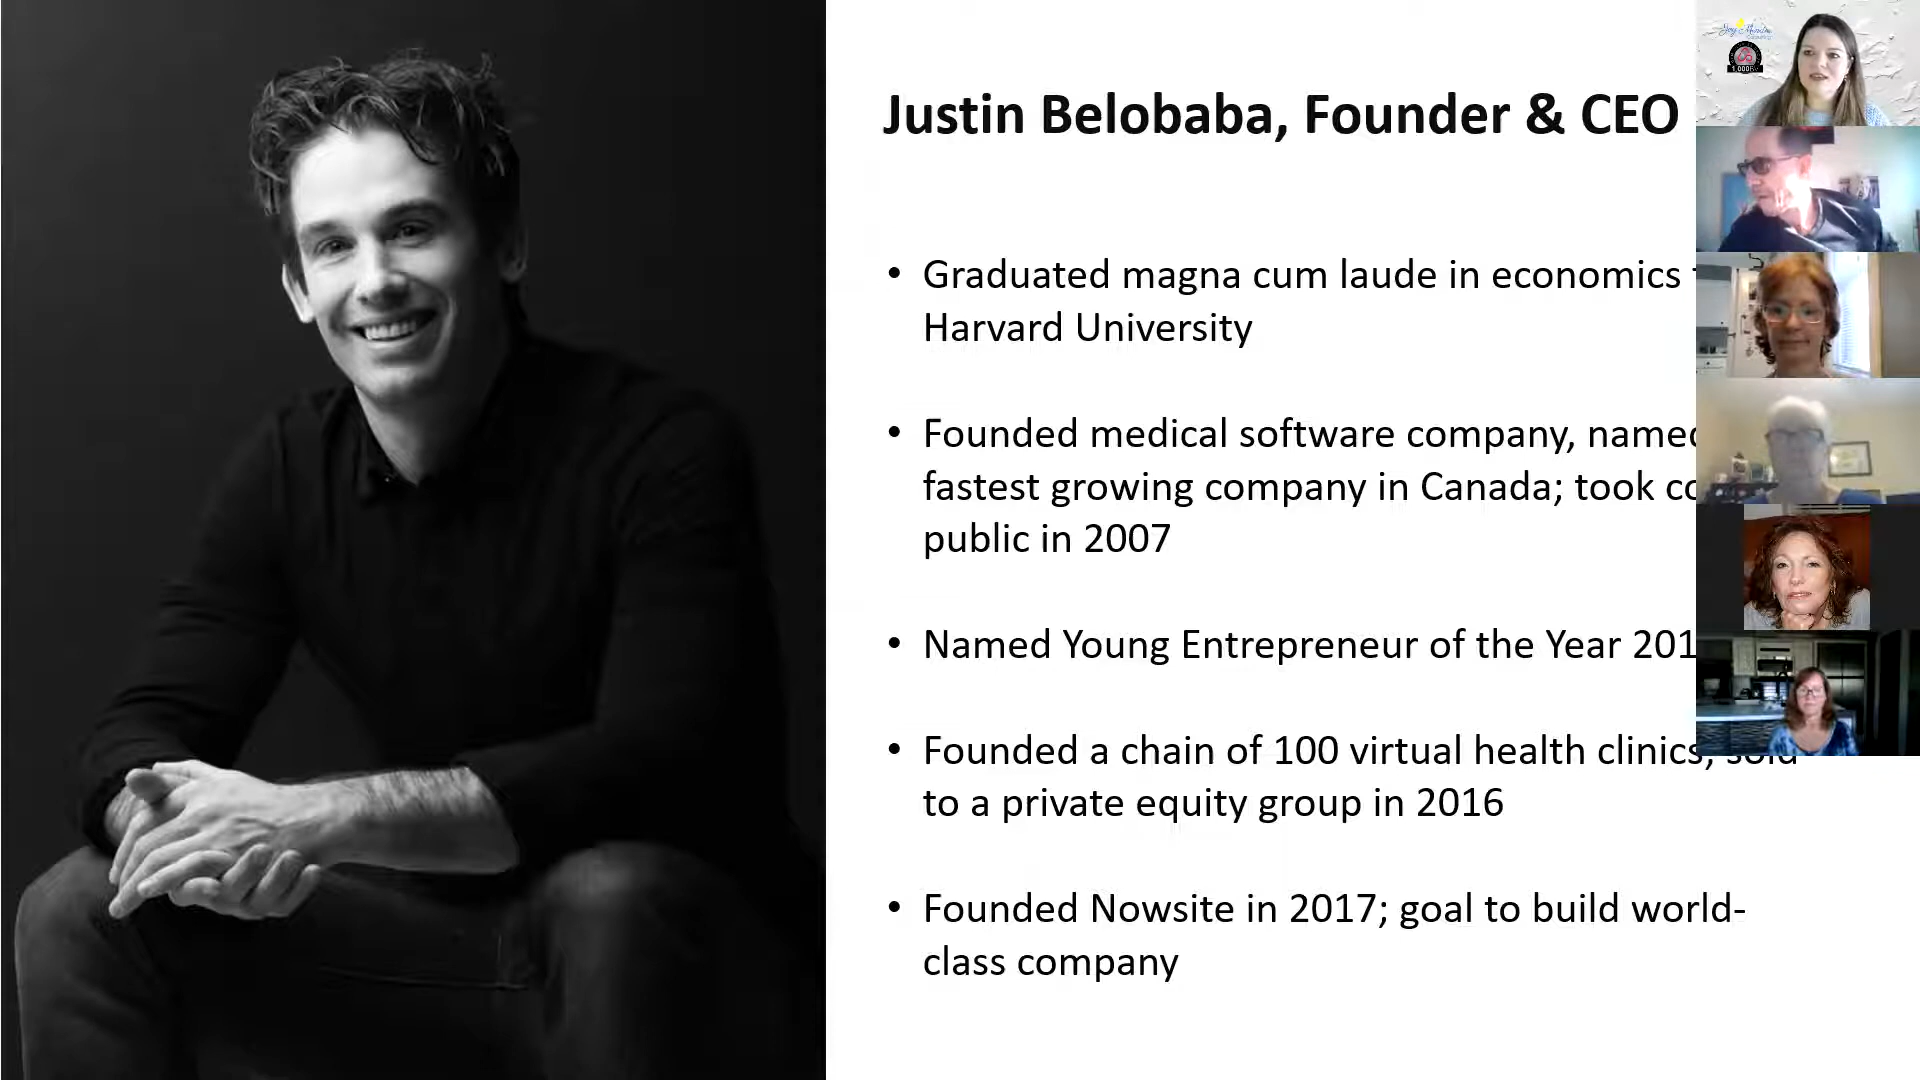 Justin Belobaba, Founder & CEO
• Graduated magna cum laude in economics
Harvard University
• Founded medical software company, named
fastest growing company in Canada; took
public in 2007
• Named Young Entrepreneur of the Year
• Founded a chain of 100 virtual health clinics, sold
to a private equity group in 2016
• Founded Nowsite in 2017; goal to build world-
class company